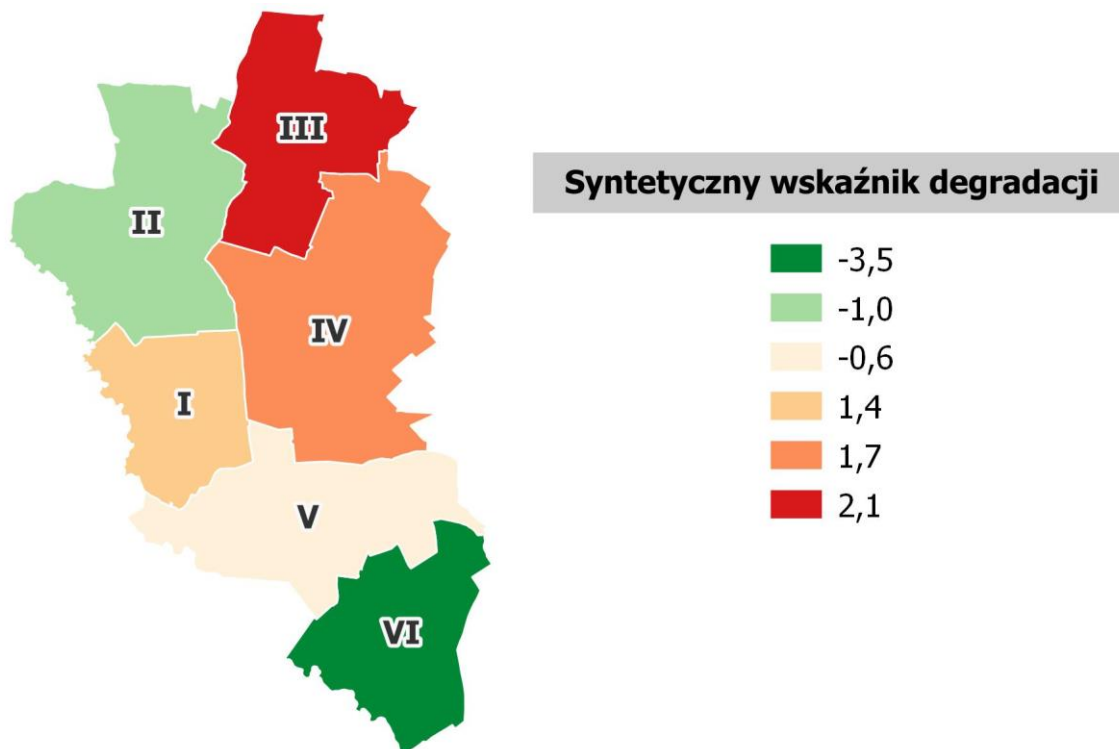 III
II
IV
I
V
VI
Syntetyczny wskaźnik degradacji
-3,5
-1,0
-0,6
1,4
1,7
2,1